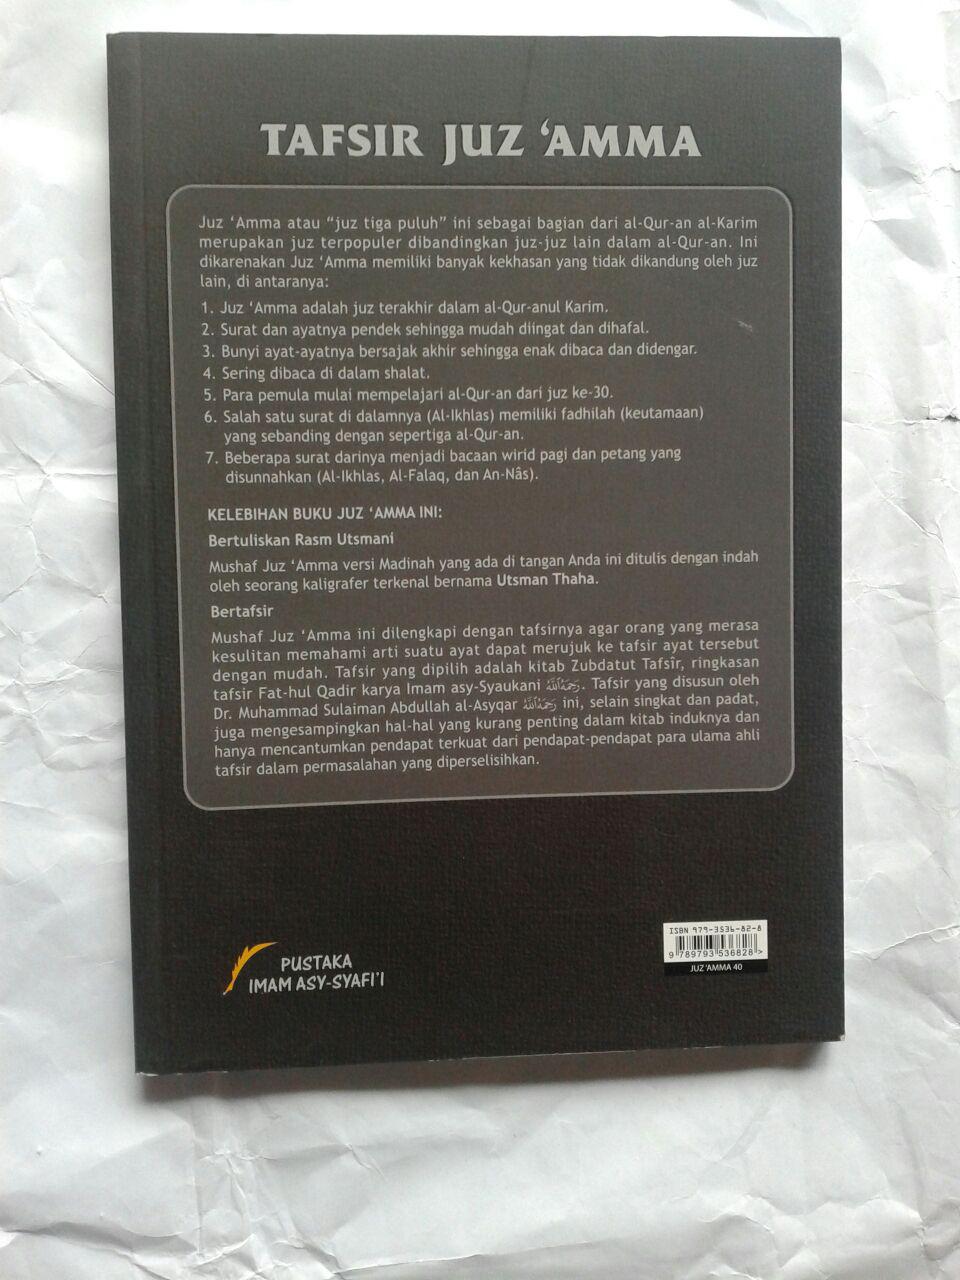 TAFSIR JUZ ‘AMMA
Juz ‘Amma atau “juz tiga puluh” ini sebagai bagian dari al-Qur-an al-Karim
merupakan juz terpopuler dibandingkan juz-juz lain dalam al-Qur-an. Ini
dikarenakan Juz ‘Amma memiliki banyak kekhasan yang tidak dikandung oleh juz
lain, di antaranya:
1. Juz ‘Amma adalah juz terakhir dalam al-Qur-anul Karim.
2. Surat dan ayatnya pendek sehingga mudah diingat dan dihafal.
3. Bunyi ayat-ayatnya bersajak akhir sehingga enak dibaca dan didengar.
4. Sering dibaca di dalam shalat.
5. Para pemula mulai mempelajari al-Qur-an dari juz ke-30.
6. Salah satu surat di dalamnya (Al-Ikhlas) memiliki fadhilah (keutamaan)
yang sebanding dengan sepertiga al-Qur-an.
7. Beberapa surat darinya menjadi bacaan wirid pagi dan petang yang
disunnahkan (Al-Ikhlas, Al-Falaq, dan An-Nâs).
KELEBIHAN BUKU JUZ ‘AMMA INI:
Bertuliskan Rasm Utsmani
Mushaf Juz ‘Amma versi Madinah yang ada di tangan Anda ini ditulis dengan indah
oleh seorang kaligrafer terkenal bernama Utsman Thaha.
Bertafsir
Mushaf Juz ‘Amma ini dilengkapi dengan tafsirnya agar orang yang merasa
kesulitan memahami arti suatu ayat dapat merujuk ke tafsir ayat tersebut
dengan mudah. Tafsir yang dipilih adalah kitab Zubdatut Tafsîr, ringkasan
tafsir Fat-hul Qadir karya Imam asy-Syaukani رحمه الله. Tafsir yang disusun oleh
Dr. Muhammad Sulaiman Abdullah al-Asyqar رحمه الله ini, selain singkat dan padat,
juga mengesampingkan hal-hal yang kurang penting dalam kitab induknya dan
hanya mencantumkan pendapat terkuat dari pendapat-pendapat para ulama ahli
tafsir dalam permasalahan yang diperselisihkan.
PUSTAKA
IMAM ASY-SYAFI'I
ISBN 979-3536-82-8
9 789793 536828 >
JUZ 'AMMA 40